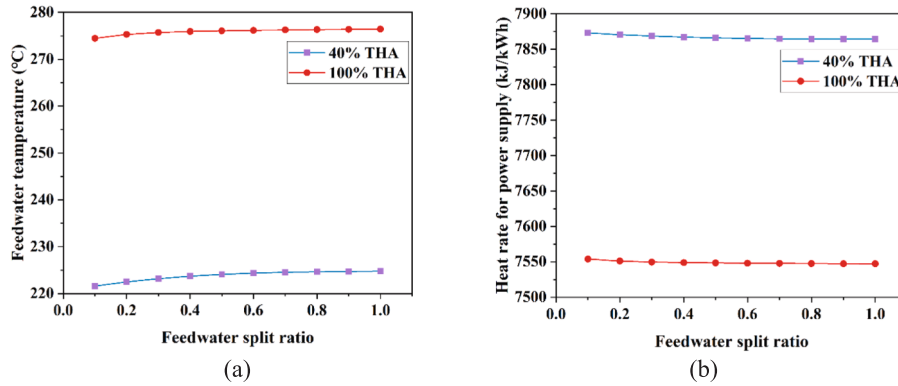 Feedwater teamperature (°C)
280
270
260
250
240
230
220
40% THA
100% THA
0.0 0.2 0.4 0.6 0.8 1.0
Feedwater split ratio
(a)
Heat rate for power supply (kJ/kWh)
7900
7850
7800
7750
7700
7650
7600
7550
7500
40% THA
100% THA
0.0 0.2 0.4 0.6 0.8 1.0
Feedwater split ratio
(b)